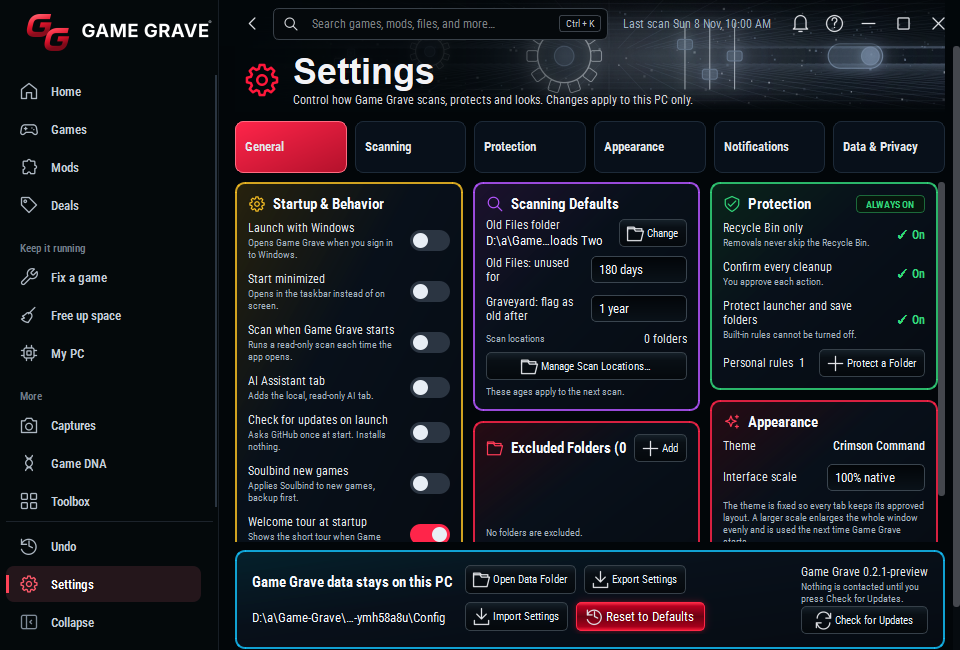 GG GAME GRAVE
Search games, mods, files, and more...
Ctrl + K
Last scan Sun 8 Nov, 10:00 AM
Settings
Control how Game Grave scans, protects and looks. Changes apply to this PC only.
Home
Games
Mods
Deals
Keep it running
Fix a game
Free up space
My PC
More
Captures
Game DNA
Toolbox
Undo
Settings
Collapse
General
Scanning
Protection
Appearance
Notifications
Data & Privacy
Startup & Behavior
Launch with Windows
Opens Game Grave when you sign in
to Windows.
Start minimized
Opens in the taskbar instead of on
screen.
Scan when Game Grave starts
Runs a read-only scan each time the
app opens.
AI Assistant tab
Adds the local, read-only AI tab.
Check for updates on launch
Asks GitHub once at start. Installs
nothing.
Soulbind new games
Applies Soulbind to new games,
backup first.
Welcome tour at startup
Shows the short tour when Game
Scanning Defaults
Old Files folder
D:\a\Game...loads Two
Change
Old Files: unused
for
180 days
Graveyard: flag as
old after
1 year
Scan locations
0 folders
Manage Scan Locations...
These ages apply to the next scan.
Excluded Folders (0
Add
No folders are excluded.
Protection
ALWAYS ON
Recycle Bin only
Removals never skip the Recycle Bin.
✓ On
Confirm every cleanup
You approve each action.
✓ On
Protect launcher and save
folders
Built-in rules cannot be turned off.
✓ On
Personal rules 1
Protect a Folder
Appearance
Theme
Crimson Command
Interface scale
100% native
The theme is fixed so every tab keeps its approved
layout. A larger scale enlarges the whole window
evenly and is used the next time Game Grave
starts.
Game Grave data stays on this PC
D:\a\Game-Grave\...-ymh58a8u\Config
Open Data Folder
Export Settings
Import Settings
Reset to Defaults
Game Grave 0.2.1-preview
Nothing is contacted until you
press Check for Updates.
Check for Updates